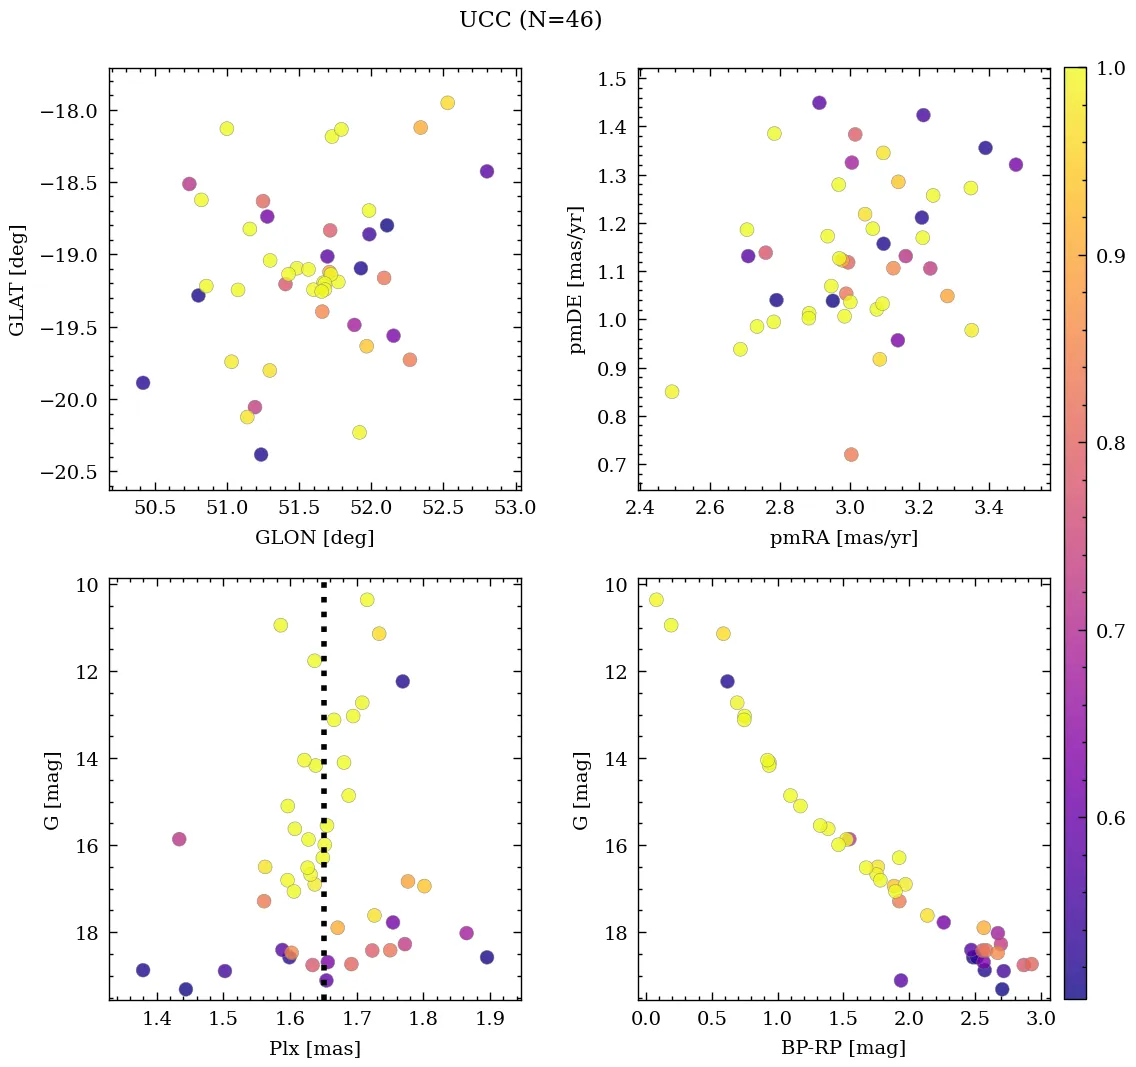 UCC (N=46)
−18.0
−18.5
−19.0
−19.5
−20.0
−20.5
GLAT [deg]
50.5 51.0 51.5 52.0 52.5 53.0
GLON [deg]
1.5
1.4
1.3
1.2
1.1
1.0
0.9
0.8
0.7
pmDE [mas/yr]
2.4 2.6 2.8 3.0 3.2 3.4
pmRA [mas/yr]
1.0
0.9
0.8
0.7
0.6
10
12
14
16
18
G [mag]
1.4 1.5 1.6 1.7 1.8 1.9
Plx [mas]
10
12
14
16
18
G [mag]
0.0 0.5 1.0 1.5 2.0 2.5 3.0
BP-RP [mag]